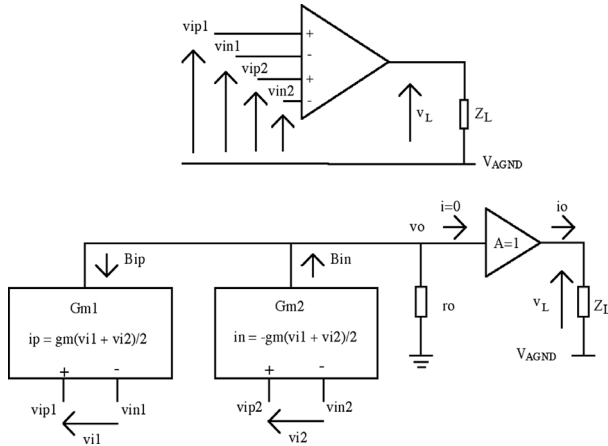 vip1
vin1
vip2
vin2
+
-
+
-
vL
ZL
VAGND
vo
i=0
io
A=1
Bip
Bin
ro
vL
ZL
VAGND
Gm1
ip = gm(vi1 + vi2)/2
+ -
vip1 vin1
vi1
Gm2
in = -gm(vi1 + vi2)/2
+ -
vip2 vin2
vi2